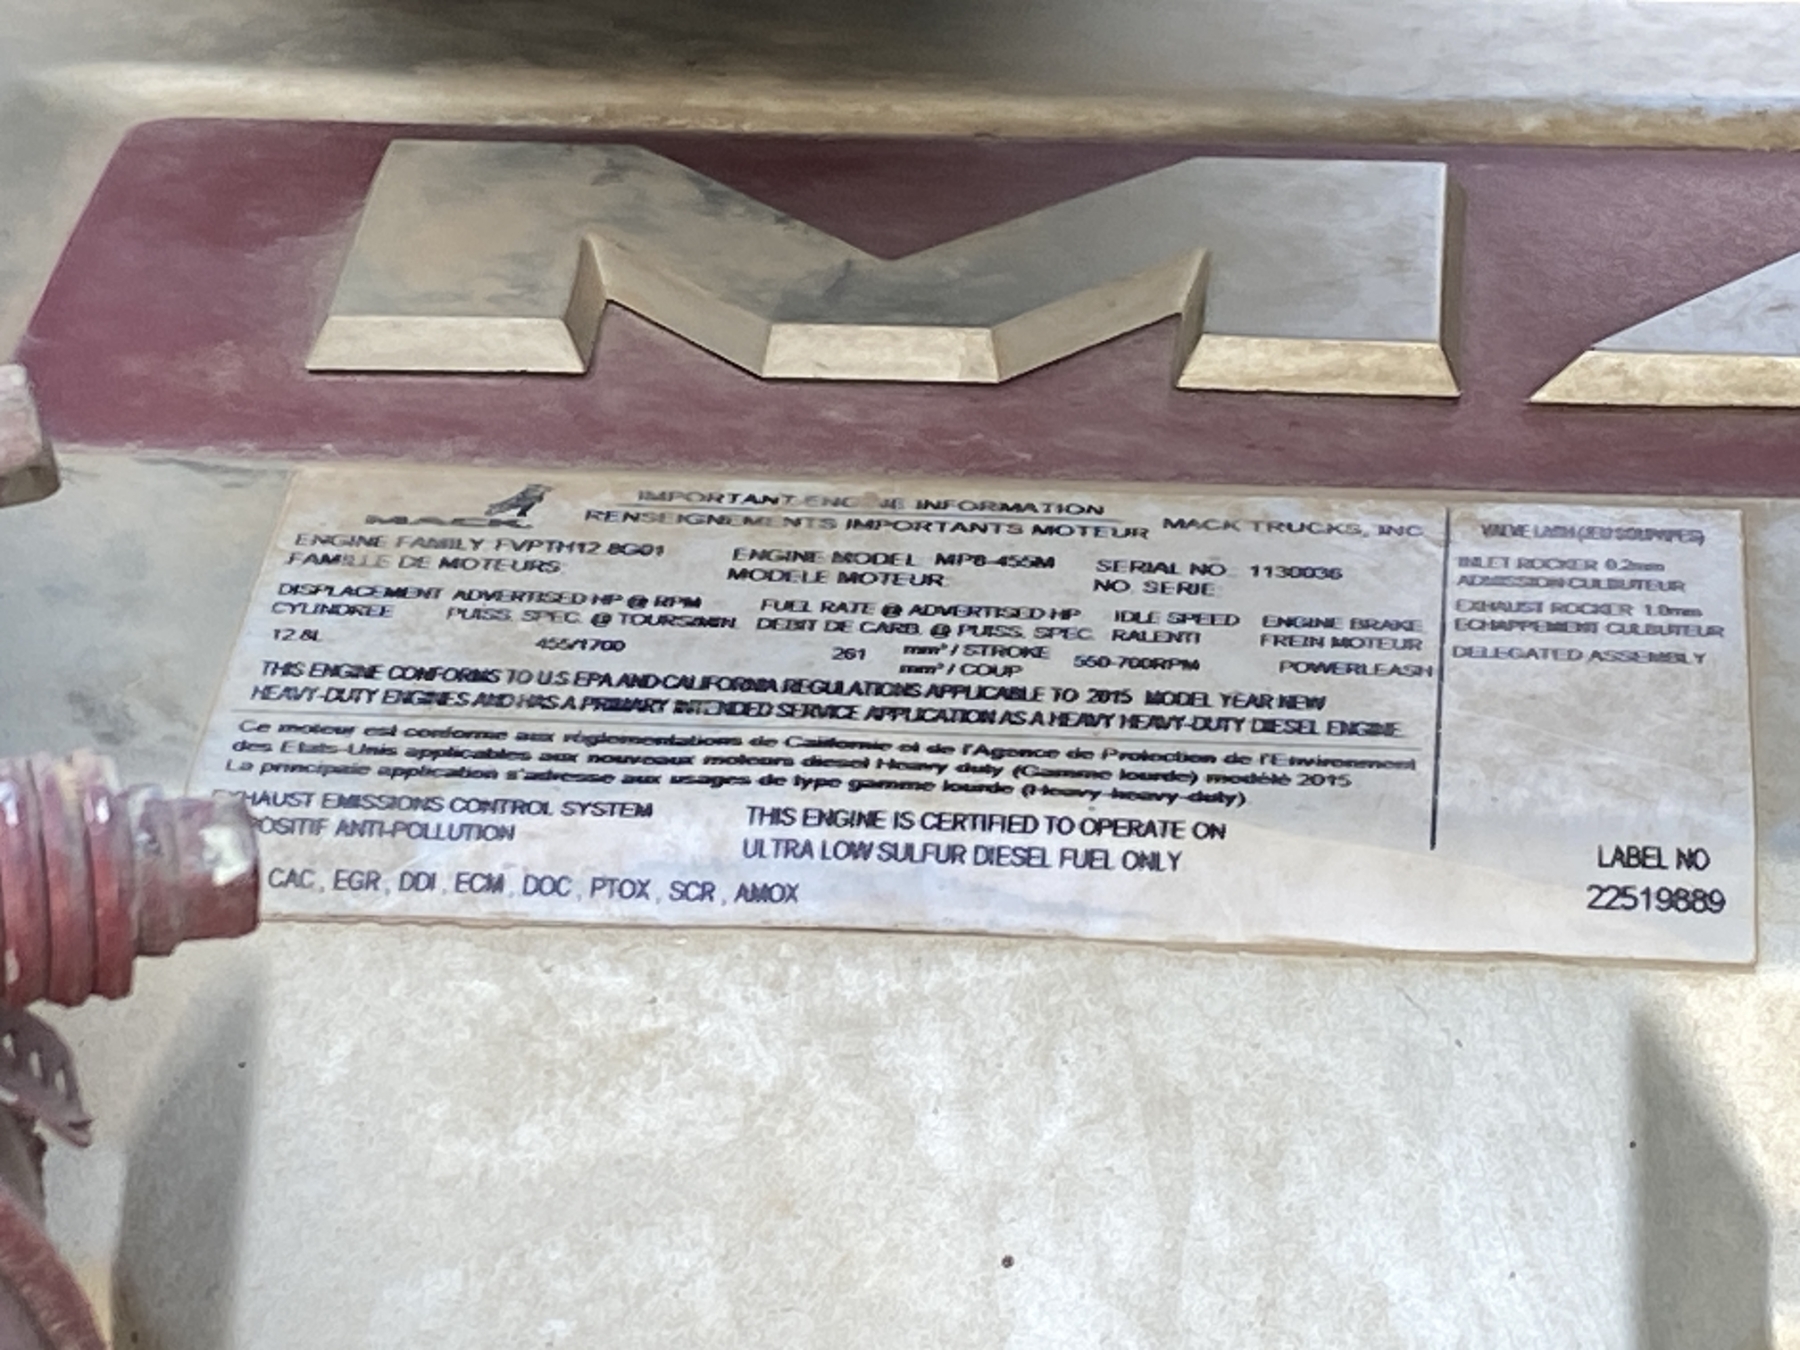 M
MACK
IMPORTANT ENGINE INFORMATION
RENSEIGNEMENTS IMPORTANTS MOTEUR
MACK TRUCKS, INC
ENGINE FAMILY FVPTH12.8G01
FAMILLE DE MOTEURS
ENGINE MODEL MP8-455M
MODELE MOTEUR
SERIAL NO 1130036
NO. SERIE
DISPLACEMENT ADVERTISED HP @ RPM FUEL RATE @ ADVERTISED HP IDLE SPEED ENGINE BRAKE
CYLINDREE PUISS. SPEC. @ TOURS/MIN. DEBIT DE CARB. @ PUISS. SPEC. RALENTI FREIN MOTEUR
12.8L 455/1700 261 mm³ / STROKE 550-700RPM POWERLEASH
mm³ / COUP
THIS ENGINE CONFORMS TO U.S EPA AND CALIFORNIA REGULATIONS APPLICABLE TO 2015 MODEL YEAR NEW
HEAVY-DUTY ENGINES AND HAS A PRIMARY INTENDED SERVICE APPLICATION AS A HEAVY HEAVY-DUTY DIESEL ENGINE.
Ce moteur est conforme aux réglementations de Californie et de l'Agence de Protection de l'Environment
des Etats-Unis applicables aux nouveaux moteurs diesel Heavy duty (Gamme lourde) modèlé 2015
La principale application s'adresse aux usages de type gamme lourde (Heavy heavy-duty)
EXHAUST EMISSIONS CONTROL SYSTEM
POSITIF ANTI-POLLUTION
CAC, EGR, DDI, ECM, DOC, PTOX, SCR, AMOX
THIS ENGINE IS CERTIFIED TO OPERATE ON
ULTRA LOW SULFUR DIESEL FUEL ONLY
VALVE LASH (JEU SOUPAPES)
INLET ROCKER 0.2mm
ADMISSION CULBUTEUR
EXHAUST ROCKER 1.0mm
ECHAPPEMENT CULBUTEUR
DELEGATED ASSEMBLY
LABEL NO
22519889